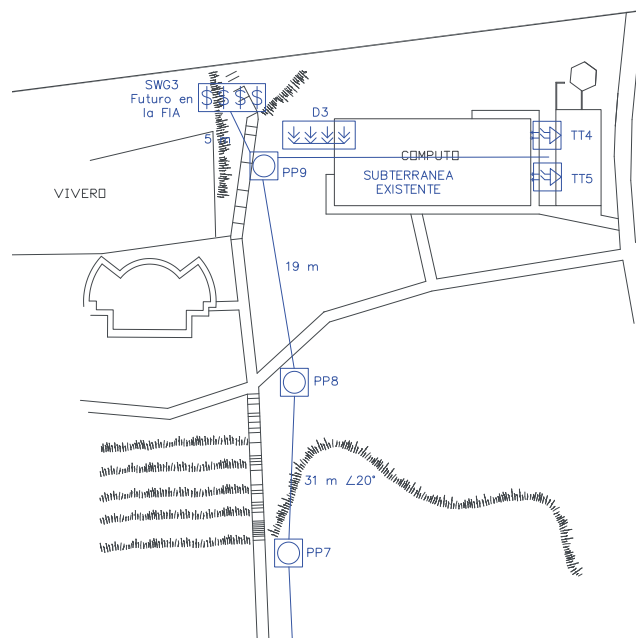 SWG3
Futuro en
la FIA
D3
5 m
COMPUTO
TT4
PP9
SUBTERRANEA
EXISTENTE
TT5
VIVERO
19 m
PP8
31 m ∠20°
PP7